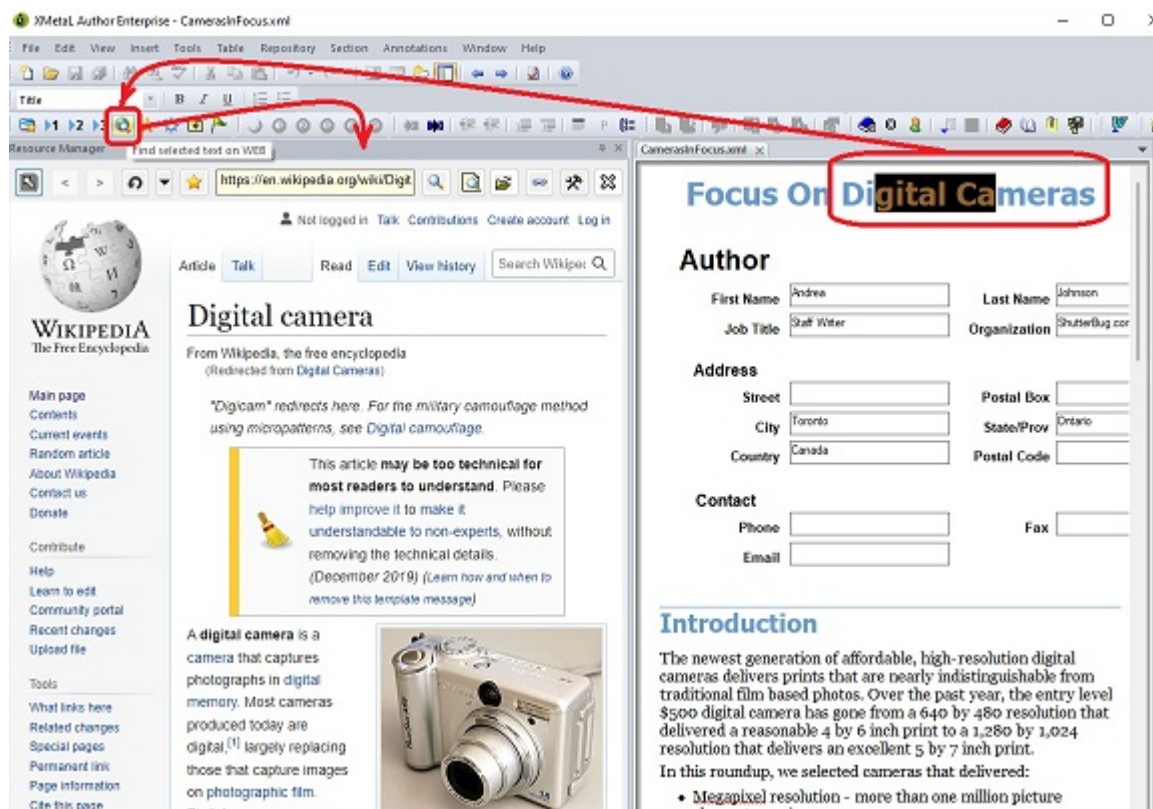 XMetaL Author Enterprise - CamerasInFocus.xml
File Edit View Insert Tools Table Repository Section Annotations Window Help
Title
B I U
1 2 3
Find selected text on WEB
Resource Manager
https://en.wikipedia.org/wiki/Digit
Not logged in Talk Contributions Create account Log in
Article Talk Read Edit View history Search Wikipe
WIKIPEDIA
The Free Encyclopedia
Main page
Contents
Current events
Random article
About Wikipedia
Contact us
Donate
Contribute
Help
Learn to edit
Community portal
Recent changes
Upload file
Tools
What links here
Related changes
Special pages
Permanent link
Page information
Cite this page
Digital camera
From Wikipedia, the free encyclopedia
(Redirected from Digital Cameras)
"Digicam" redirects here. For the military camouflage method
using micropatterns, see Digital camouflage.
This article may be too technical for
most readers to understand. Please
help improve it to make it
understandable to non-experts, without
removing the technical details.
(December 2019) (Learn how and when to
remove this template message)
A digital camera is a
camera that captures
photographs in digital
memory. Most cameras
produced today are
digital,[1] largely replacing
those that capture images
on photographic film.
CamerasInFocus.xml
Focus On Digital Cameras
Author
First Name Andrea Last Name Johnson
Job Title Staff Writer Organization ShutterBug.cor
Address
Street Postal Box
City Toronto State/Prov Ontario
Country Canada Postal Code
Contact
Phone Fax
Email
Introduction
The newest generation of affordable, high-resolution digital
cameras delivers prints that are nearly indistinguishable from
traditional film based photos. Over the past year, the entry level
$500 digital camera has gone from a 640 by 480 resolution that
delivered a reasonable 4 by 6 inch print to a 1,280 by 1,024
resolution that delivers an excellent 5 by 7 inch print.
In this roundup, we selected cameras that delivered:
• Megapixel resolution - more than one million picture